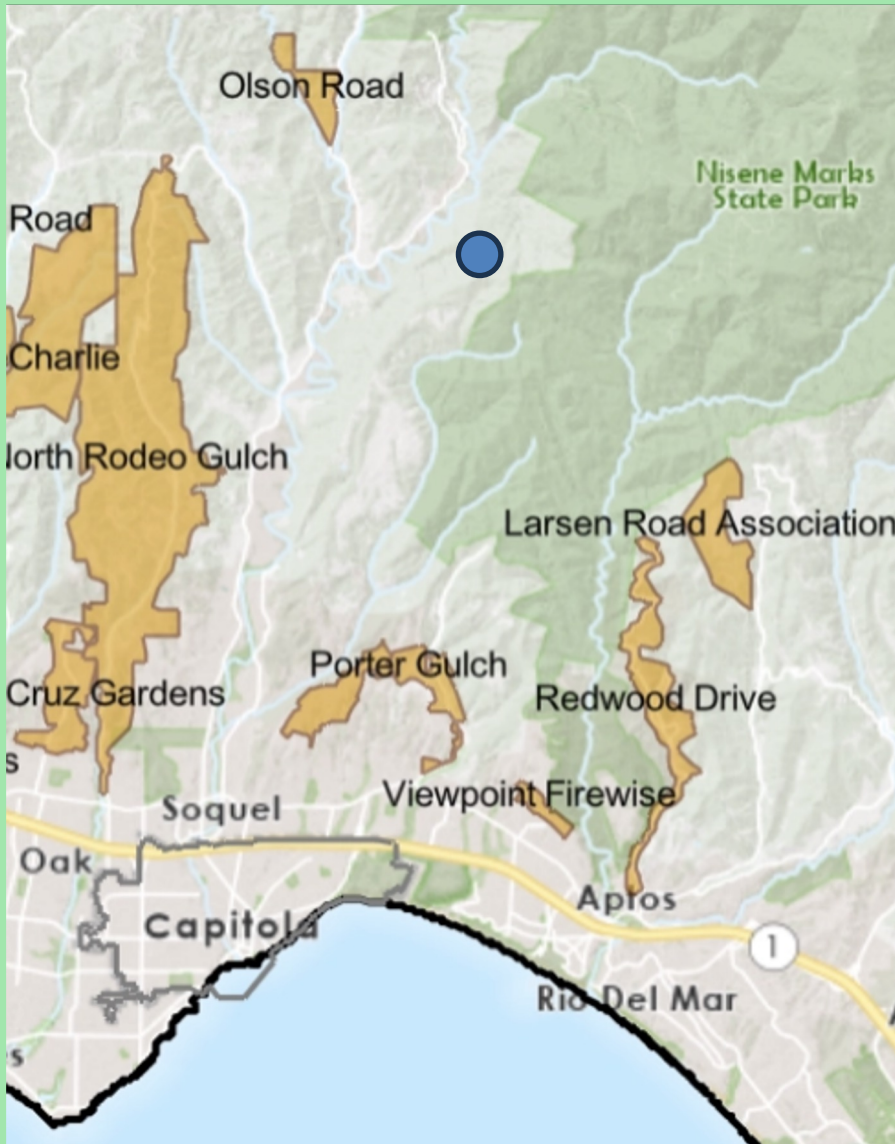 Olson Road
Nisene Marks
State Park
Road
Charlie
North Rodeo Gulch
Larsen Road Association
Porter Gulch
Cruz Gardens
Redwood Drive
s
Viewpoint Firewise
Soquel
Oak
Capitola
Aptos
1
Rio Del Mar
s